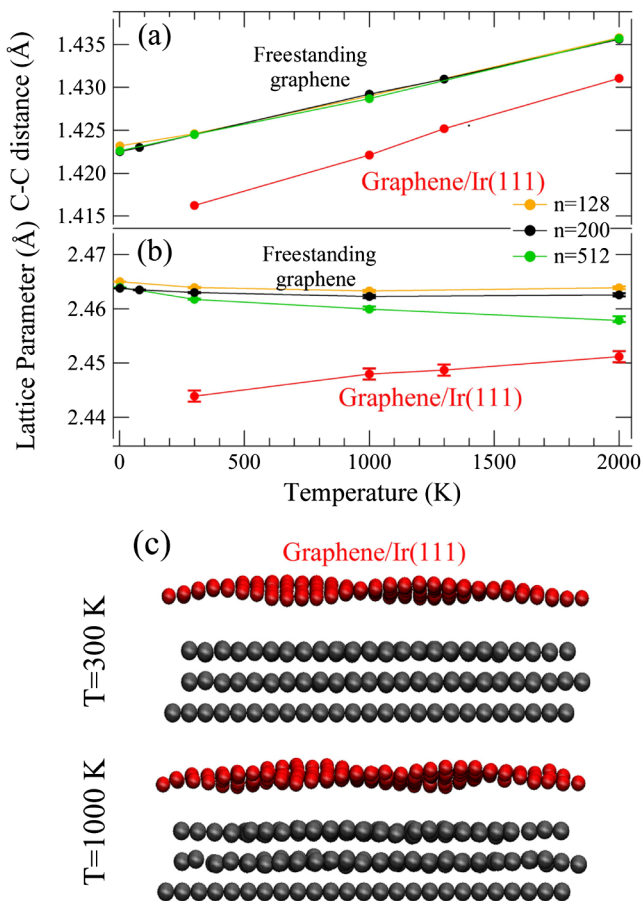 (a)
Freestanding
graphene
Graphene/Ir(111)
C-C distance (Å)
1.435
1.430
1.425
1.420
1.415
n=128
n=200
n=512
(b)
Freestanding
graphene
Graphene/Ir(111)
Lattice Parameter (Å)
2.47
2.46
2.45
2.44
0 500 1000 1500 2000
Temperature (K)
(c)
Graphene/Ir(111)
T=300 K
T=1000 K